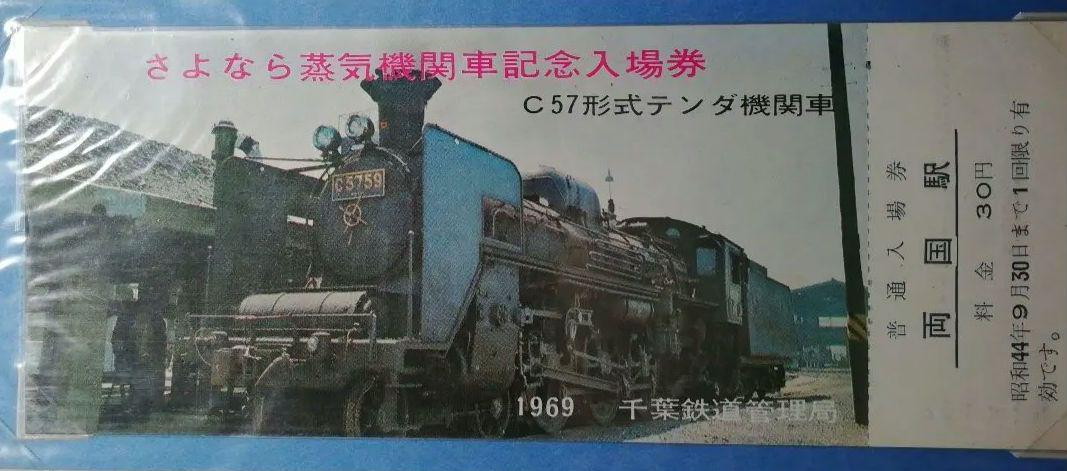 さよなら蒸気機関車記念入場券
C57形式テンダ機関車
C5759
1969 千葉鉄道管理局
普通入場券
両国駅
料金 30円
昭和44年9月30日まで1回限り有
効です。